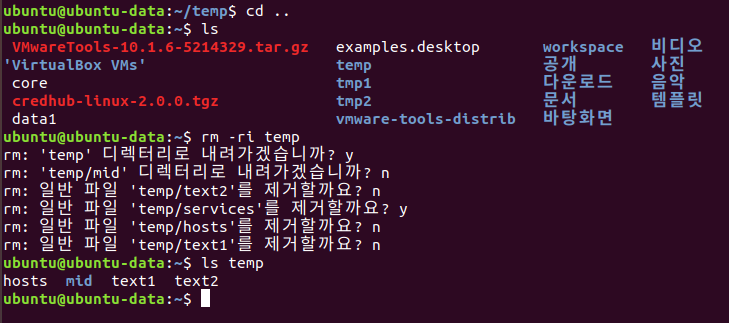 ubuntu@ubuntu-data:~/temp$ cd ..
ubuntu@ubuntu-data:~$ ls
VMwareTools-10.1.6-5214329.tar.gz examples.desktop workspace 비디오
'VirtualBox VMs' temp 공개 사진
core tmp1 다운로드 음악
credhub-linux-2.0.0.tgz tmp2 문서 템플릿
data1 vmware-tools-distrib 바탕화면
ubuntu@ubuntu-data:~$ rm -ri temp
rm: 'temp' 디렉터리로 내려가겠습니까? y
rm: 'temp/mid' 디렉터리로 내려가겠습니까? n
rm: 일반 파일 'temp/text2'를 제거할까요? n
rm: 일반 파일 'temp/services'를 제거할까요? y
rm: 일반 파일 'temp/hosts'를 제거할까요? n
rm: 일반 파일 'temp/text1'를 제거할까요? n
ubuntu@ubuntu-data:~$ ls temp
hosts mid text1 text2
ubuntu@ubuntu-data:~$